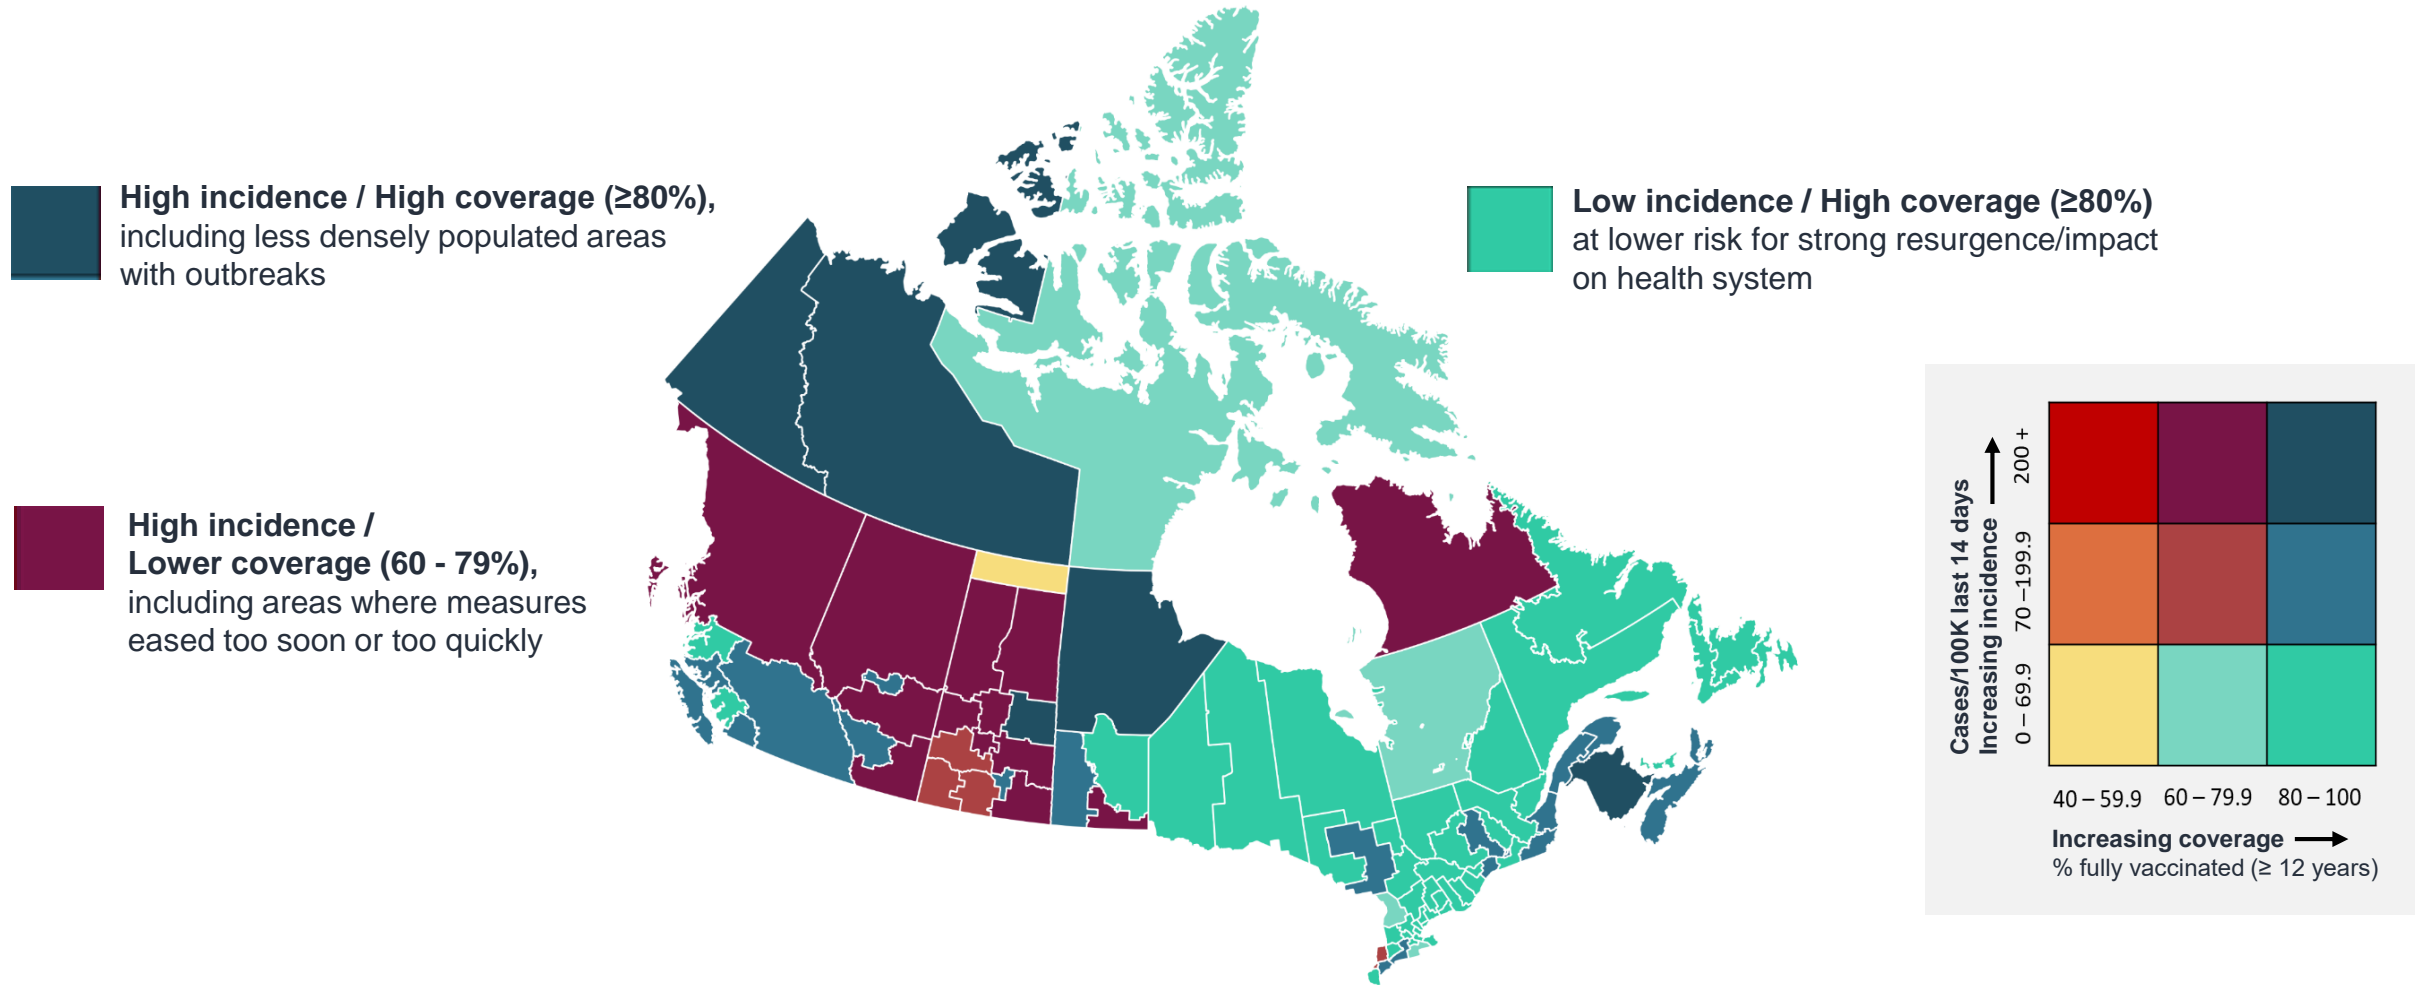 High incidence / High coverage (≥80%),
including less densely populated areas
with outbreaks
High incidence /
Lower coverage (60 - 79%),
including areas where measures
eased too soon or too quickly
Low incidence / High coverage (≥80%)
at lower risk for strong resurgence/impact
on health system
Cases/100K last 14 days
Increasing incidence
200 +
70 –199.9
0 – 69.9
40 – 59.9 60 – 79.9 80 – 100
Increasing coverage
% fully vaccinated (≥ 12 years)